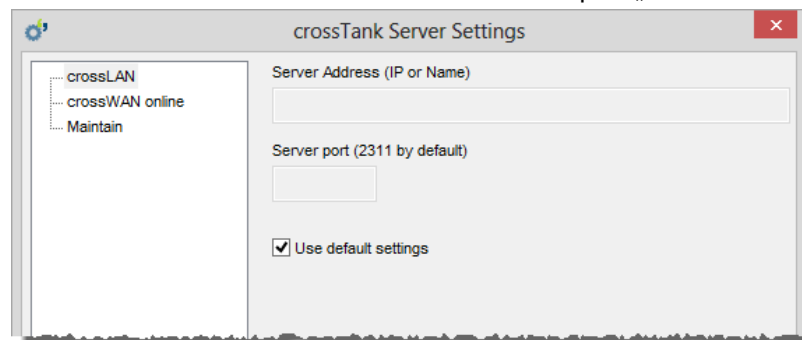 crossTank Server Settings
crossLAN
crossWAN online
Maintain
Server Address (IP or Name)
Server port (2311 by default)
Use default settings